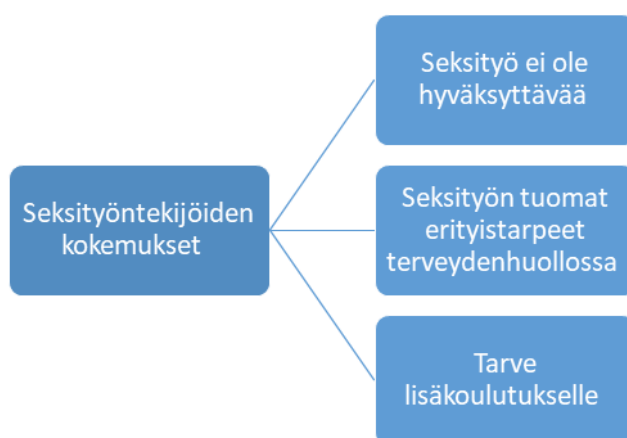 Seksityöntekijöiden
kokemukset
Seksityö ei ole
hyväksyttävää
Seksityön tuomat
erityistarpeet
terveydenhuollossa
Tarve
lisäkoulutukselle